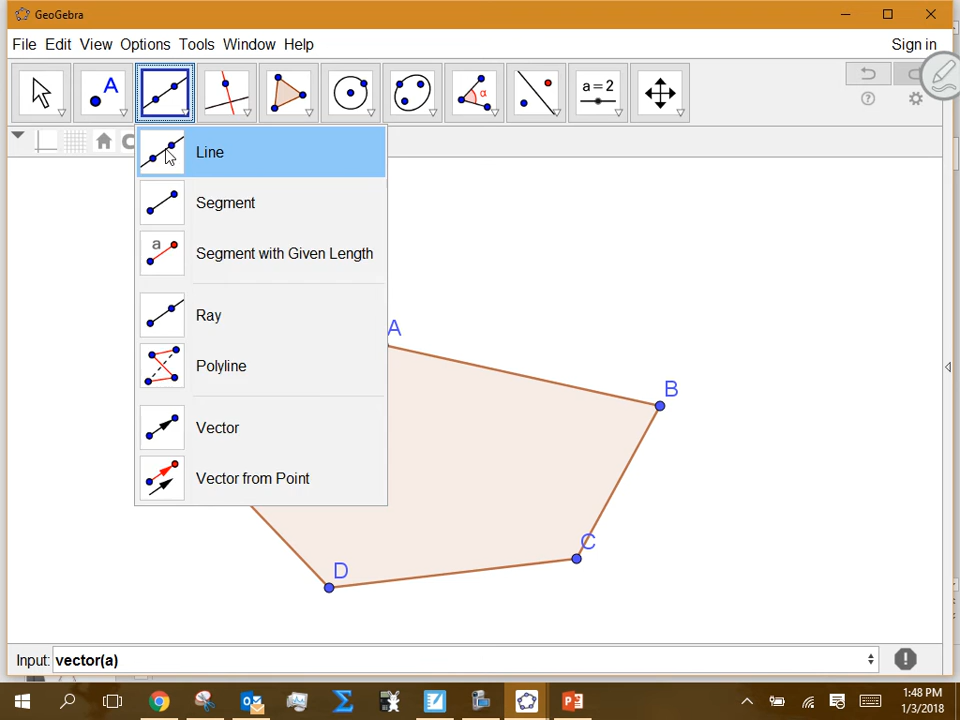 GeoGebra
File Edit View Options Tools Window Help Sign in
A α a = 2
Line
Segment
a
Segment with Given Length
Ray
Polyline
Vector
Vector from Point
A
B
C
D
Input: vector(a)
1:48 PM
1/3/2018